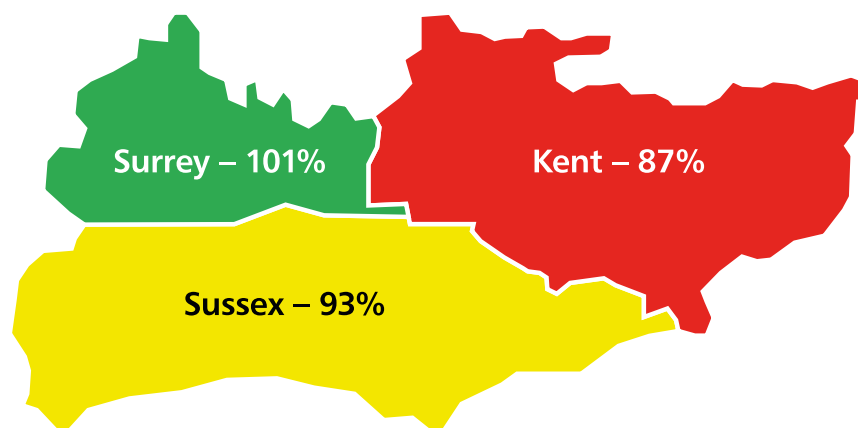 Surrey – 101%
Kent – 87%
Sussex – 93%